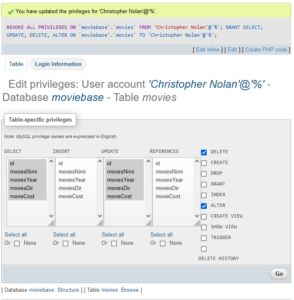 You have updated the privileges for 'Christopher Nolan'@'%'.
REVOKE ALL PRIVILEGES ON `moviebase`.`movies` FROM 'Christopher Nolan'@'%'; GRANT SELECT,
UPDATE, DELETE, ALTER ON `moviebase`.`movies` TO 'Christopher Nolan'@'%';
[ Edit inline ] [ Edit ] [ Create PHP code ]
Table Login Information
Edit privileges: User account 'Christopher Nolan'@'%' -
Database moviebase - Table movies
Table-specific privileges
Note: MySQL privilege names are expressed in English.
SELECT INSERT UPDATE REFERENCES
id id id id
moviesNimi moviesNimi moviesNimi moviesNimi
moviesYear moviesYear moviesYear moviesYear
moviesDir moviesDir moviesDir moviesDir
movieCost movieCost movieCost movieCost
Select all Select all Select all Select all
Or None Or None Or None Or None
DELETE
CREATE
DROP
GRANT
INDEX
ALTER
CREATE VIEW
SHOW VIEW
TRIGGER
DELETE HISTORY
Go
[ Database moviebase: Structure ] [ Table movies: Browse ]